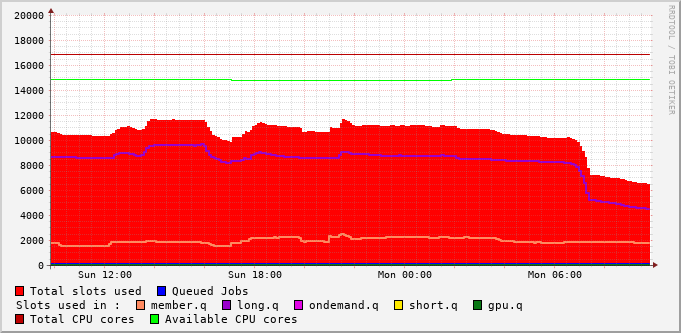 20000
18000
16000
14000
12000
10000
8000
6000
4000
2000
0
Sun 12:00 Sun 18:00 Mon 00:00 Mon 06:00
Total slots used Queued Jobs
Slots used in : member.q long.q ondemand.q short.q gpu.q
Total CPU cores Available CPU cores
RRDTOOL / TOBI OETIKER